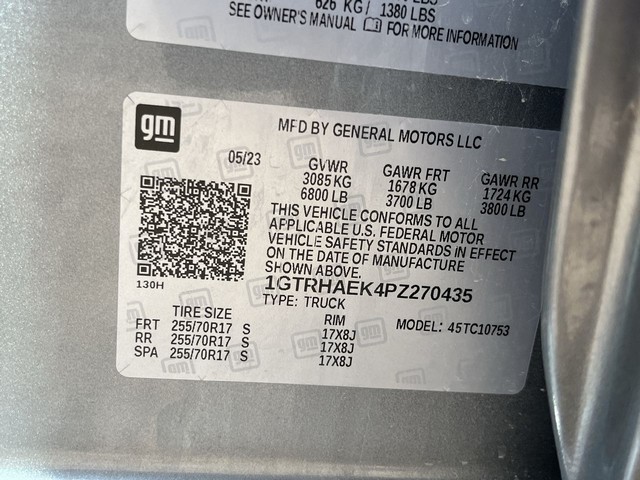 626 KG/ 1380 LBS
SEE OWNER'S MANUAL FOR MORE INFORMATION
gm
MFD BY GENERAL MOTORS LLC
05/23
GVWR GAWR FRT GAWR RR
3085 KG 1678 KG 1724 KG
6800 LB 3700 LB 3800 LB
THIS VEHICLE CONFORMS TO ALL
APPLICABLE U.S. FEDERAL MOTOR
VEHICLE SAFETY STANDARDS IN EFFECT
ON THE DATE OF MANUFACTURE
SHOWN ABOVE.
130H
1GTRHAEK4PZ270435
TYPE: TRUCK
TIRE SIZE RIM MODEL: 45TC10753
FRT 255/70R17 S 17X8J
RR 255/70R17 S 17X8J
SPA 255/70R17 S 17X8J